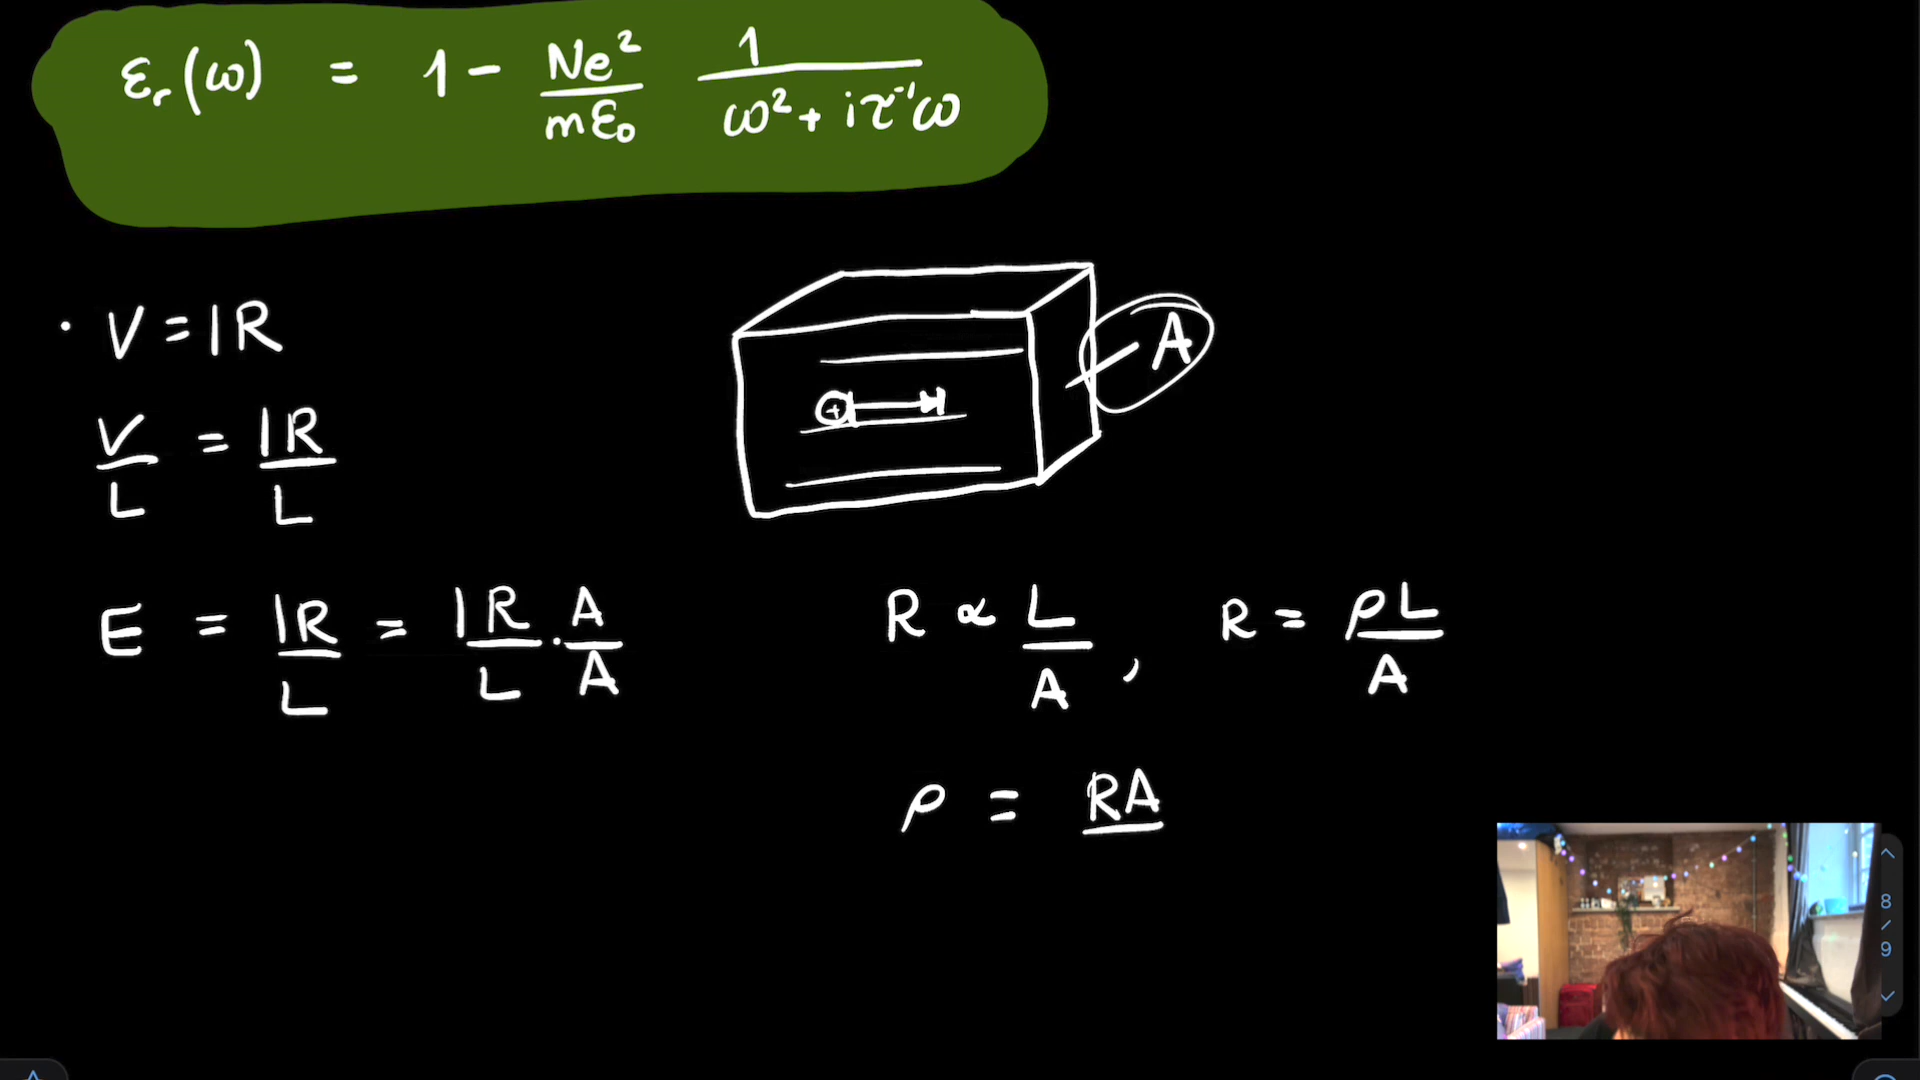 εᵣ(ω) = 1 - Ne²/mε₀ 1/ω² + iτ⁻¹ω
· V = IR
A
V/L = IR/L
E = IR/L = IR/L · A/A
R ∝ L/A , R = ρL/A
ρ = RA
8 / 9